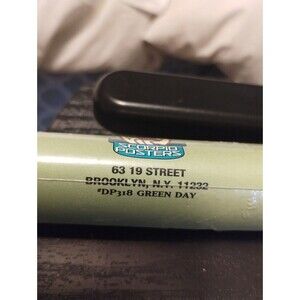 SCORPIO
POSTERS
63 19 STREET
BROOKLYN, N.Y. 11232
#DP318 GREEN DAY